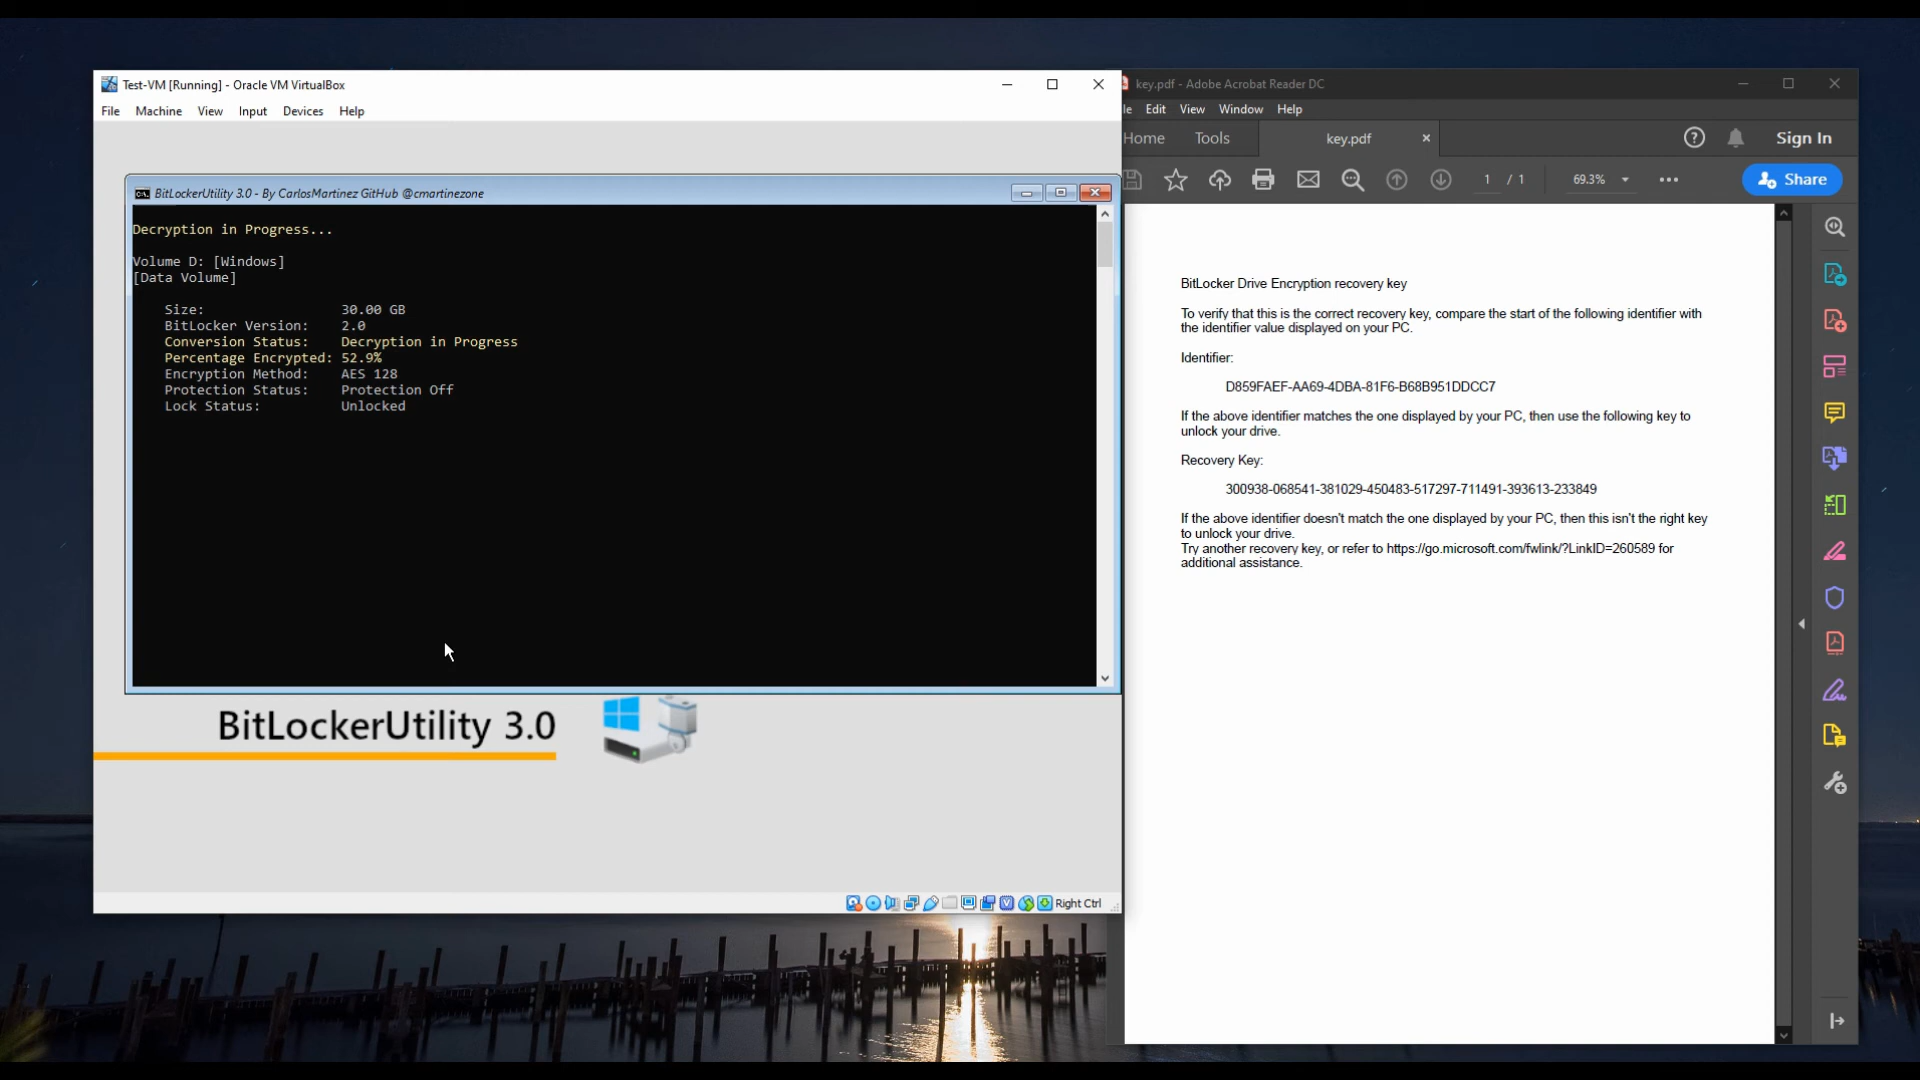 Test-VM [Running] - Oracle VM VirtualBox
File Machine View Input Devices Help
BitLockerUtility 3.0 - By CarlosMartinez GitHub @cmartinezone
Decryption in Progress...
Volume D: [Windows]
[Data Volume]
Size: 30.00 GB
BitLocker Version: 2.0
Conversion Status: Decryption in Progress
Percentage Encrypted: 52.9%
Encryption Method: AES 128
Protection Status: Protection Off
Lock Status: Unlocked
BitLockerUtility 3.0
Right Ctrl
key.pdf - Adobe Acrobat Reader DC
le Edit View Window Help
Home Tools key.pdf Sign In
1 / 1 69.3% Share
BitLocker Drive Encryption recovery key
To verify that this is the correct recovery key, compare the start of the following identifier with
the identifier value displayed on your PC.
Identifier:
D859FAEF-AA69-4DBA-81F6-B68B951DDCC7
If the above identifier matches the one displayed by your PC, then use the following key to
unlock your drive.
Recovery Key:
300938-068541-381029-450483-517297-711491-393613-233849
If the above identifier doesn't match the one displayed by your PC, then this isn't the right key
to unlock your drive.
Try another recovery key, or refer to https://go.microsoft.com/fwlink/?LinkID=260589 for
additional assistance.